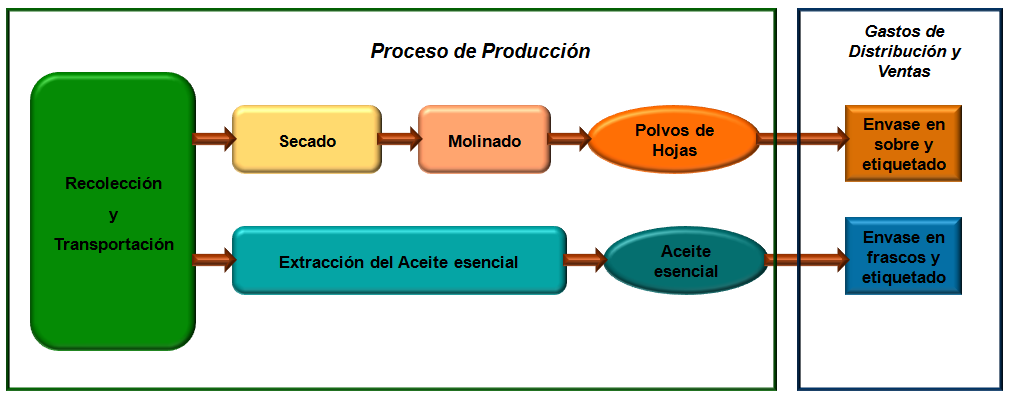 Proceso de Producción
Gastos de
Distribución y
Ventas
Recolección
y
Transportación
Secado
Molinado
Polvos de
Hojas
Envase en
sobre y
etiquetado
Extracción del Aceite esencial
Aceite
esencial
Envase en
frascos y
etiquetado